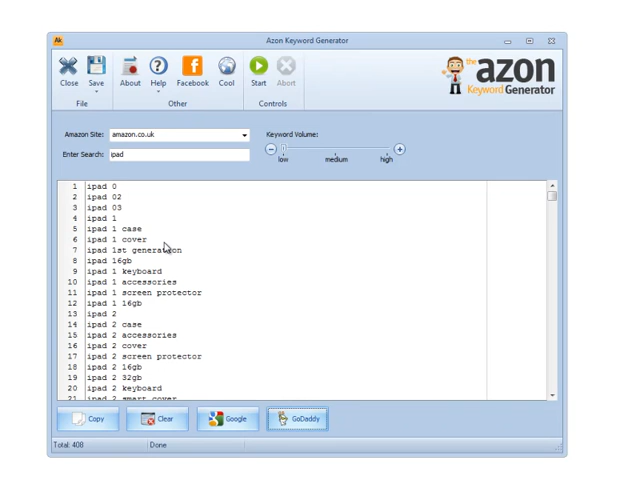 Ak Azon Keyword Generator
Close Save About Help Facebook Cool Start Abort
File Other Controls
the azon
Keyword Generator
Amazon Site: amazon.co.uk
Keyword Volume:
Enter Search: ipad
low medium high
1 ipad 0
2 ipad 02
3 ipad 03
4 ipad 1
5 ipad 1 case
6 ipad 1 cover
7 ipad 1st generation
8 ipad 16gb
9 ipad 1 keyboard
10 ipad 1 accessories
11 ipad 1 screen protector
12 ipad 1 16gb
13 ipad 2
14 ipad 2 case
15 ipad 2 accessories
16 ipad 2 cover
17 ipad 2 screen protector
18 ipad 2 16gb
19 ipad 2 32gb
20 ipad 2 keyboard
21 ipad 2 smart cover
Copy Clear Google GoDaddy
Total: 408 Done